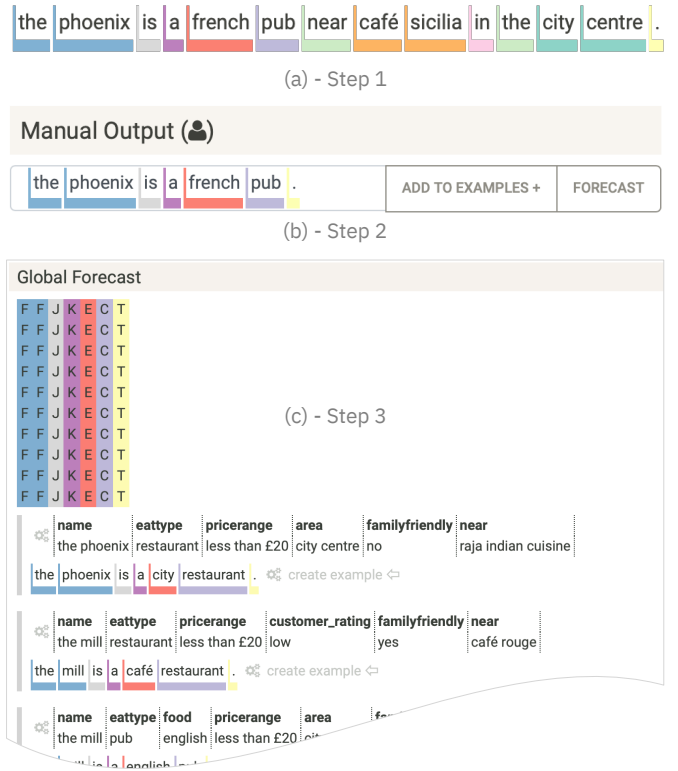 the phoenix is a french pub near café sicilia in the city centre .
(a) - Step 1
Manual Output ( )
the phoenix is a french pub . ADD TO EXAMPLES + FORECAST
(b) - Step 2
Global Forecast
F F J K E C T
F F J K E C T
F F J K E C T
F F J K E C T
F F J K E C T
F F J K E C T
F F J K E C T
F F J K E C T
F F J K E C T
F F J K E C T
(c) - Step 3
name eattype pricerange area familyfriendly near
the phoenix restaurant less than £20 city centre no raja indian cuisine
the phoenix is a city restaurant . create example
name eattype pricerange customer_rating familyfriendly near
the mill restaurant less than £20 low yes café rouge
the mill is a café restaurant . create example
name eattype food pricerange area
the mill pub english less than £20
is a english